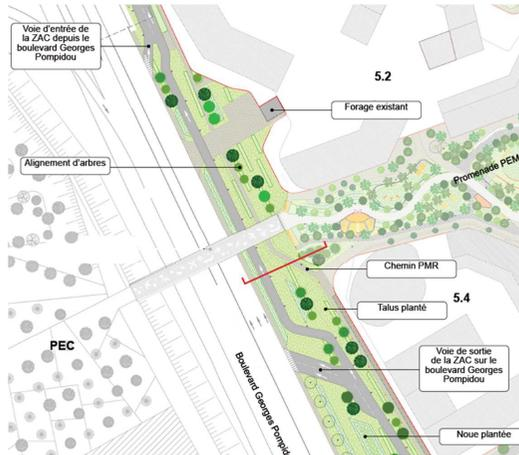 Voie d'entrée de
la ZAC depuis le
boulevard Georges
Pompidou
5.2
Forage existant
Alignement d'arbres
Promenade PEM
Chemin PMR
5.4
Talus planté
PEC
Voie de sortie
de la ZAC sur le
boulevard Georges
Pompidou
Boulevard Georges Pompid
Noue plantée